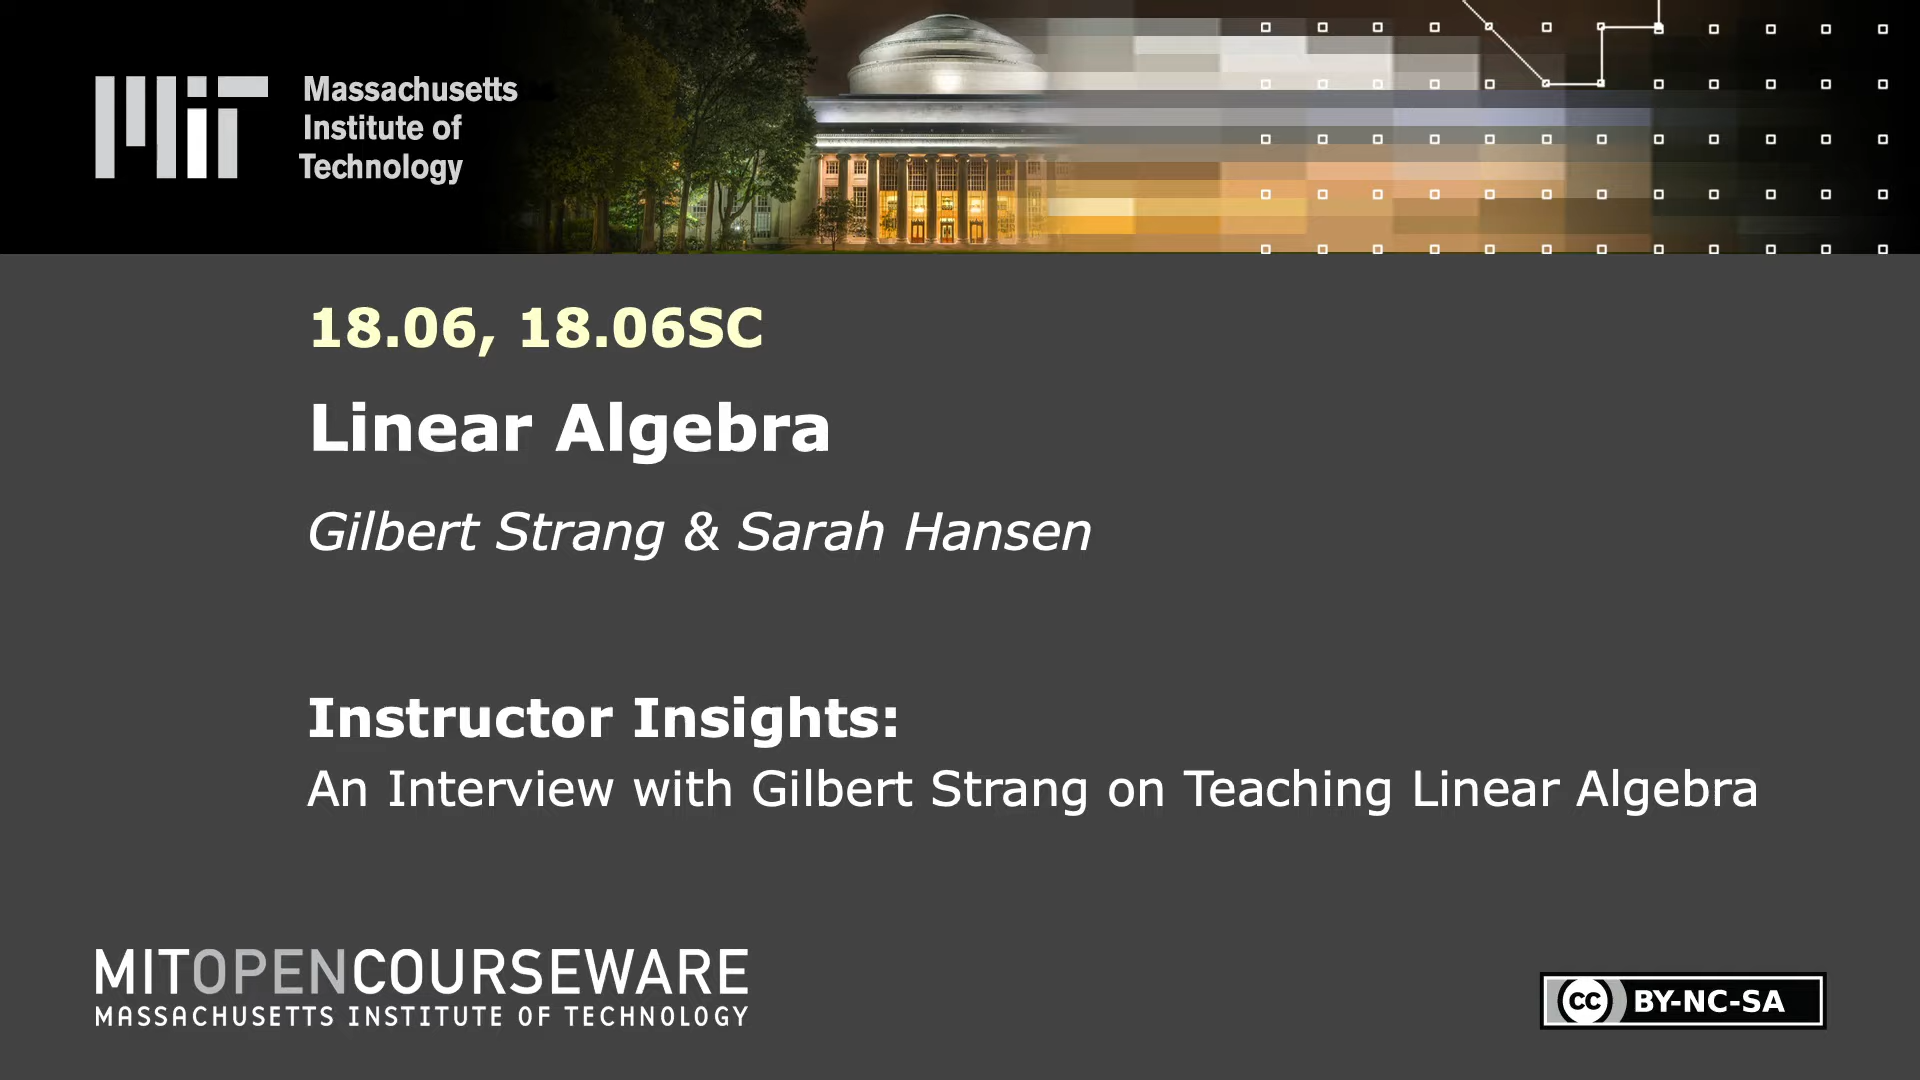 Massachusetts
Institute of
Technology
18.06, 18.06SC
Linear Algebra
Gilbert Strang & Sarah Hansen
Instructor Insights:
An Interview with Gilbert Strang on Teaching Linear Algebra
MITOPENCOURSEWARE
MASSACHUSETTS INSTITUTE OF TECHNOLOGY
cc BY-NC-SA